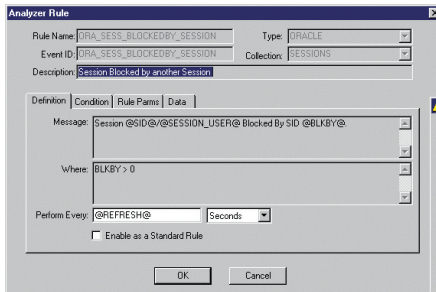 Analyzer Rule
Rule Name: ORA_SESS_BLOCKEDBY_SESSION Type: ORACLE
Event ID: ORA_SESS_BLOCKEDBY_SESSION Collection: SESSIONS
Description: Session Blocked by another Session
Definition Condition Rule Parms Data
Message: Session @SID@/@SESSION_USER@ Blocked By SID @BLKBY@.
Where: BLKBY > 0
Perform Every: @REFRESH@ Seconds
Enable as a Standard Rule
OK Cancel